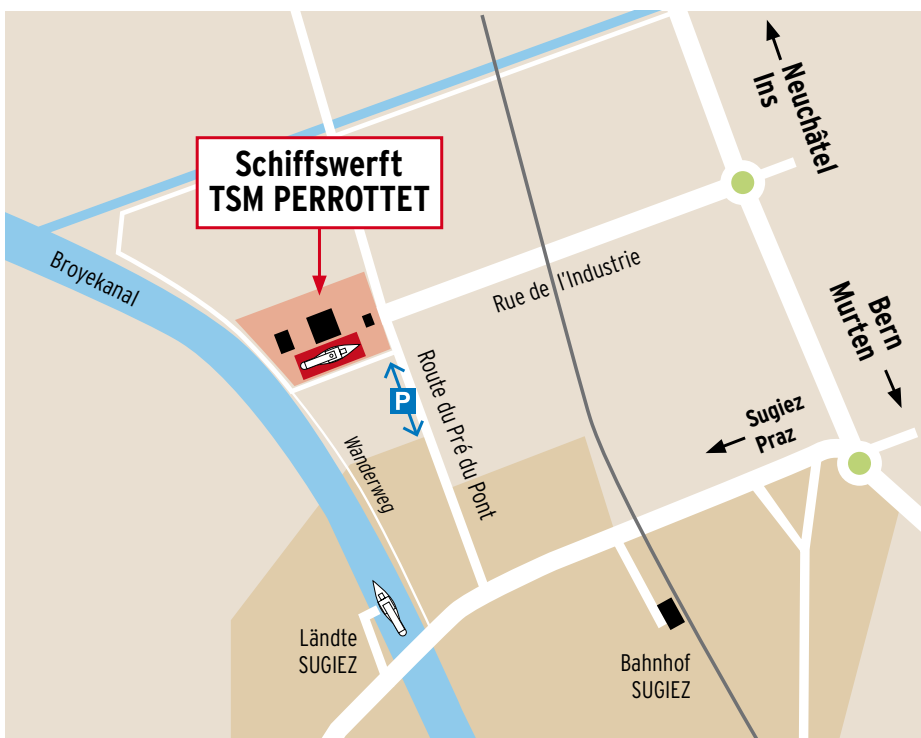 Neuchâtel
Ins
Schiffswerft
TSM PERROTTET
Broyekanal
Rue de l'Industrie
Bern
Murten
P
Route du Pré du Pont
Sugiez
Praz
Wanderweg
Ländte
SUGIEZ
Bahnhof
SUGIEZ